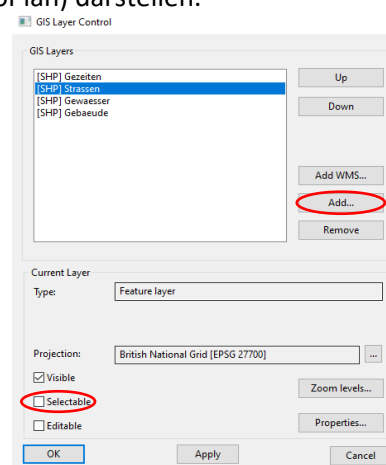 Plan) darstellen.
GIS Layer Control
GIS Layers
[SHP] Gezeiten
[SHP] Strassen
[SHP] Gewaesser
[SHP] Gebaeude
Up
Down
Add WMS...
Add...
Remove
Current Layer
Type:
Feature layer
Projection:
British National Grid [EPSG 27700]
...
Visible
Selectable
Editable
Zoom levels...
Properties...
OK
Apply
Cancel